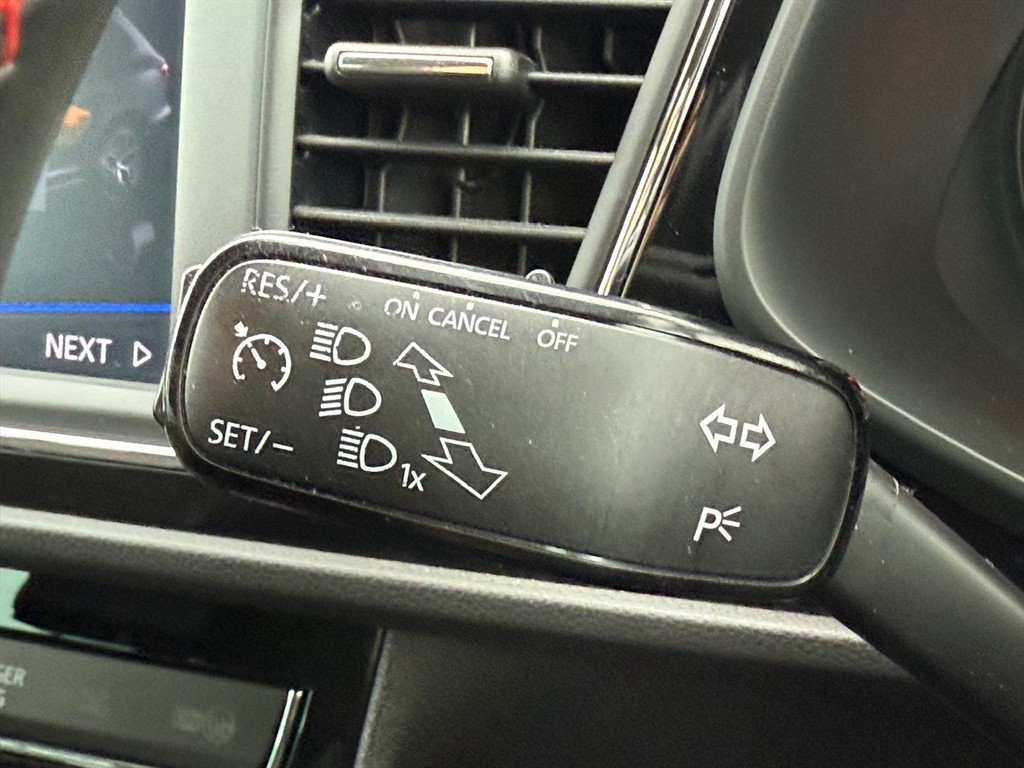 RES/+
ON CANCEL OFF
NEXT
SET/-
1x
P